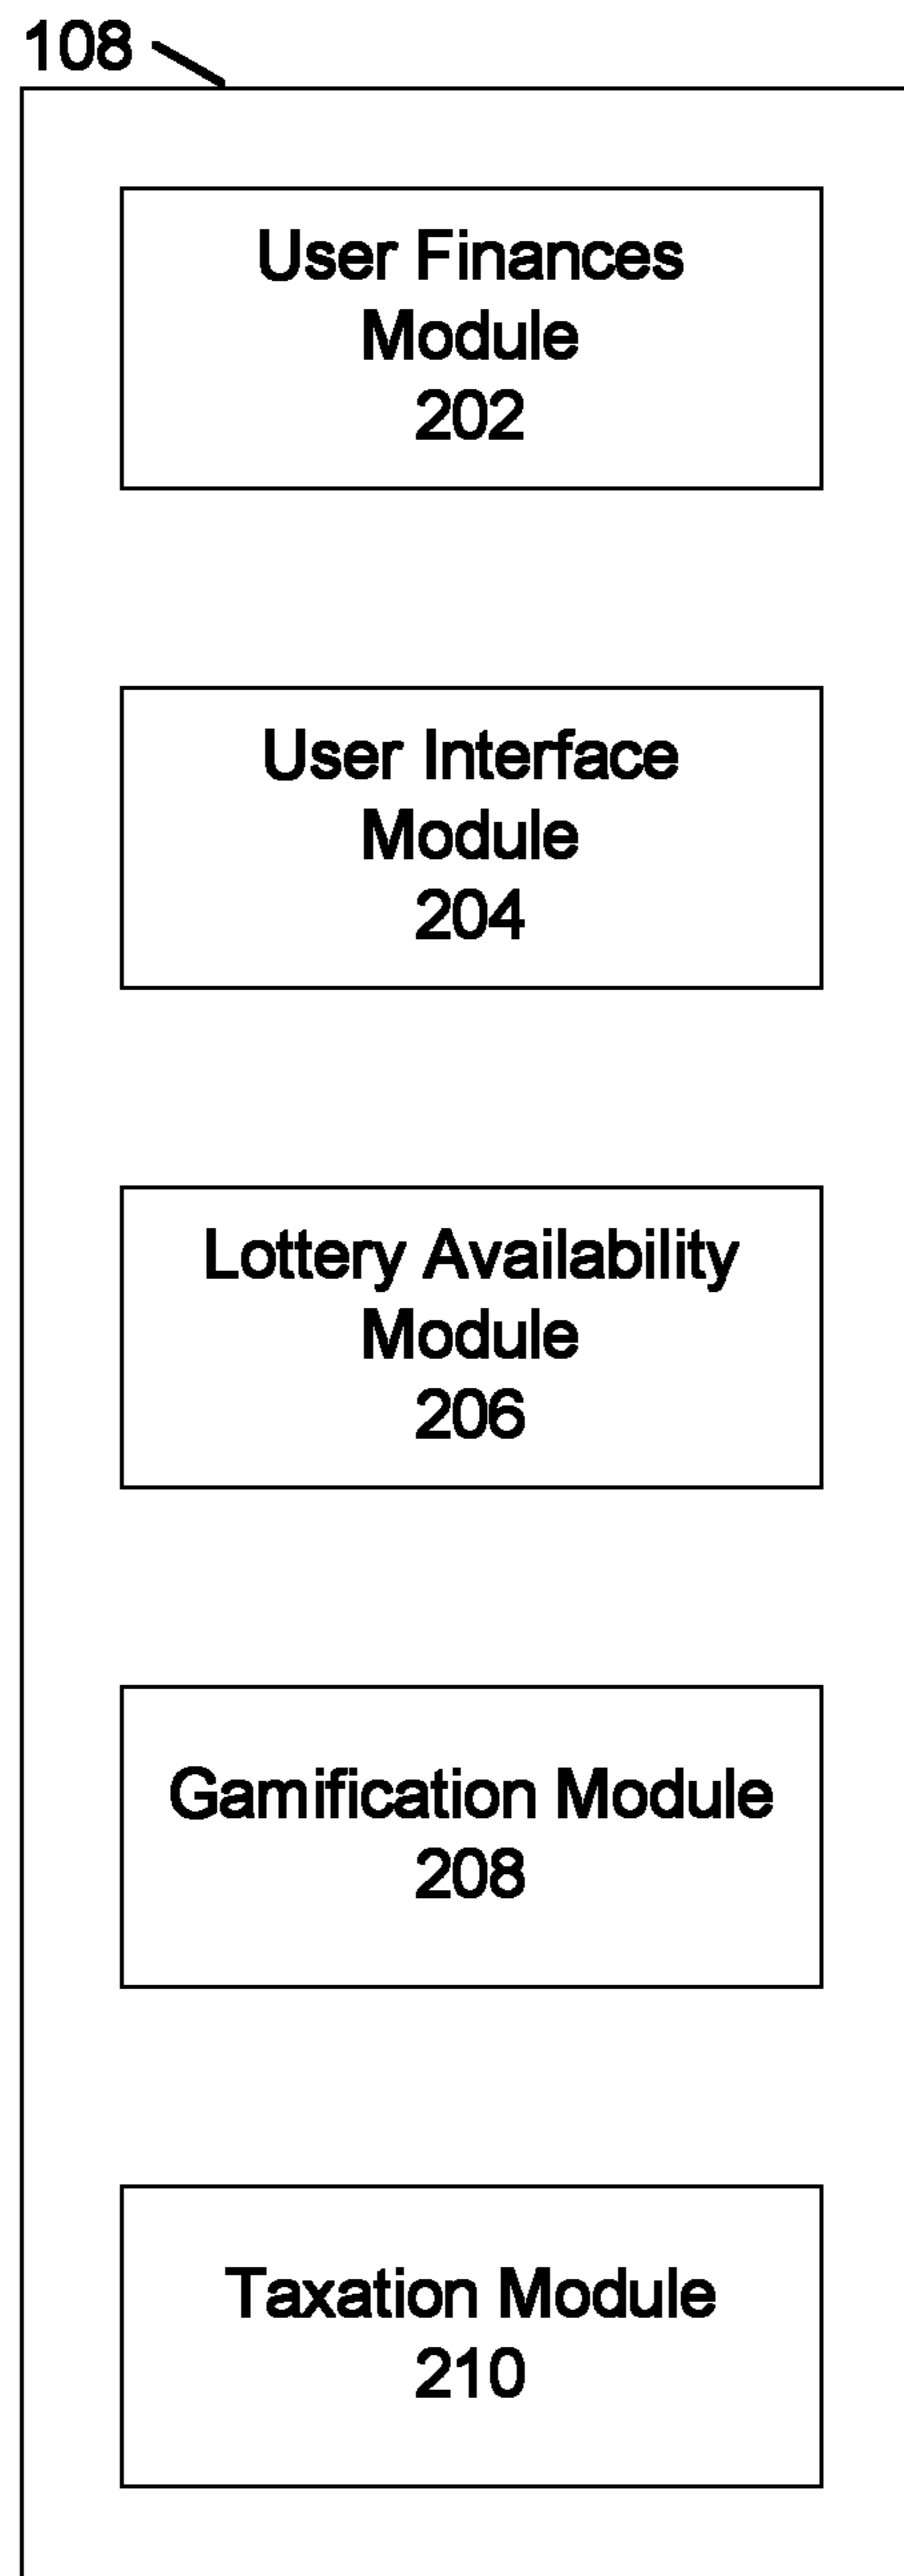 108
User Finances
Module
202
User Interface
Module
204
Lottery Availability
Module
206
Gamification Module
208
Taxation Module
210